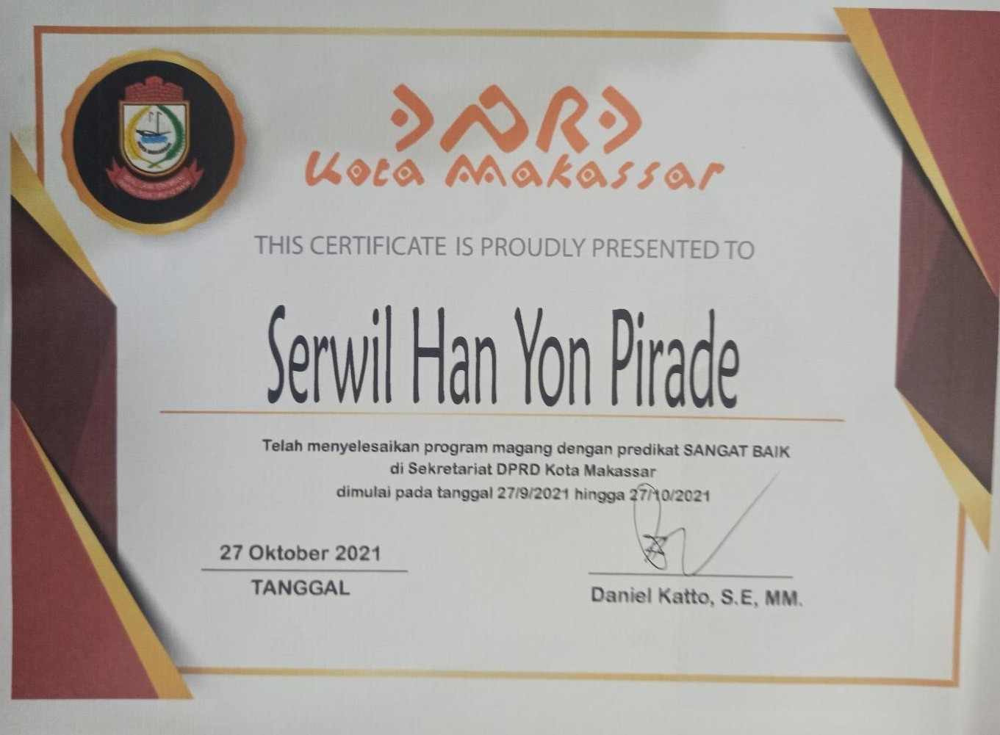 DPRD
Kota Makassar
THIS CERTIFICATE IS PROUDLY PRESENTED TO
Serwil Han Yon Pirade
Telah menyelesaikan program magang dengan predikat SANGAT BAIK
di Sekretariat DPRD Kota Makassar
dimulai pada tanggal 27/9/2021 hingga 27/10/2021
27 Oktober 2021
TANGGAL
Daniel Katto, S.E, MM.